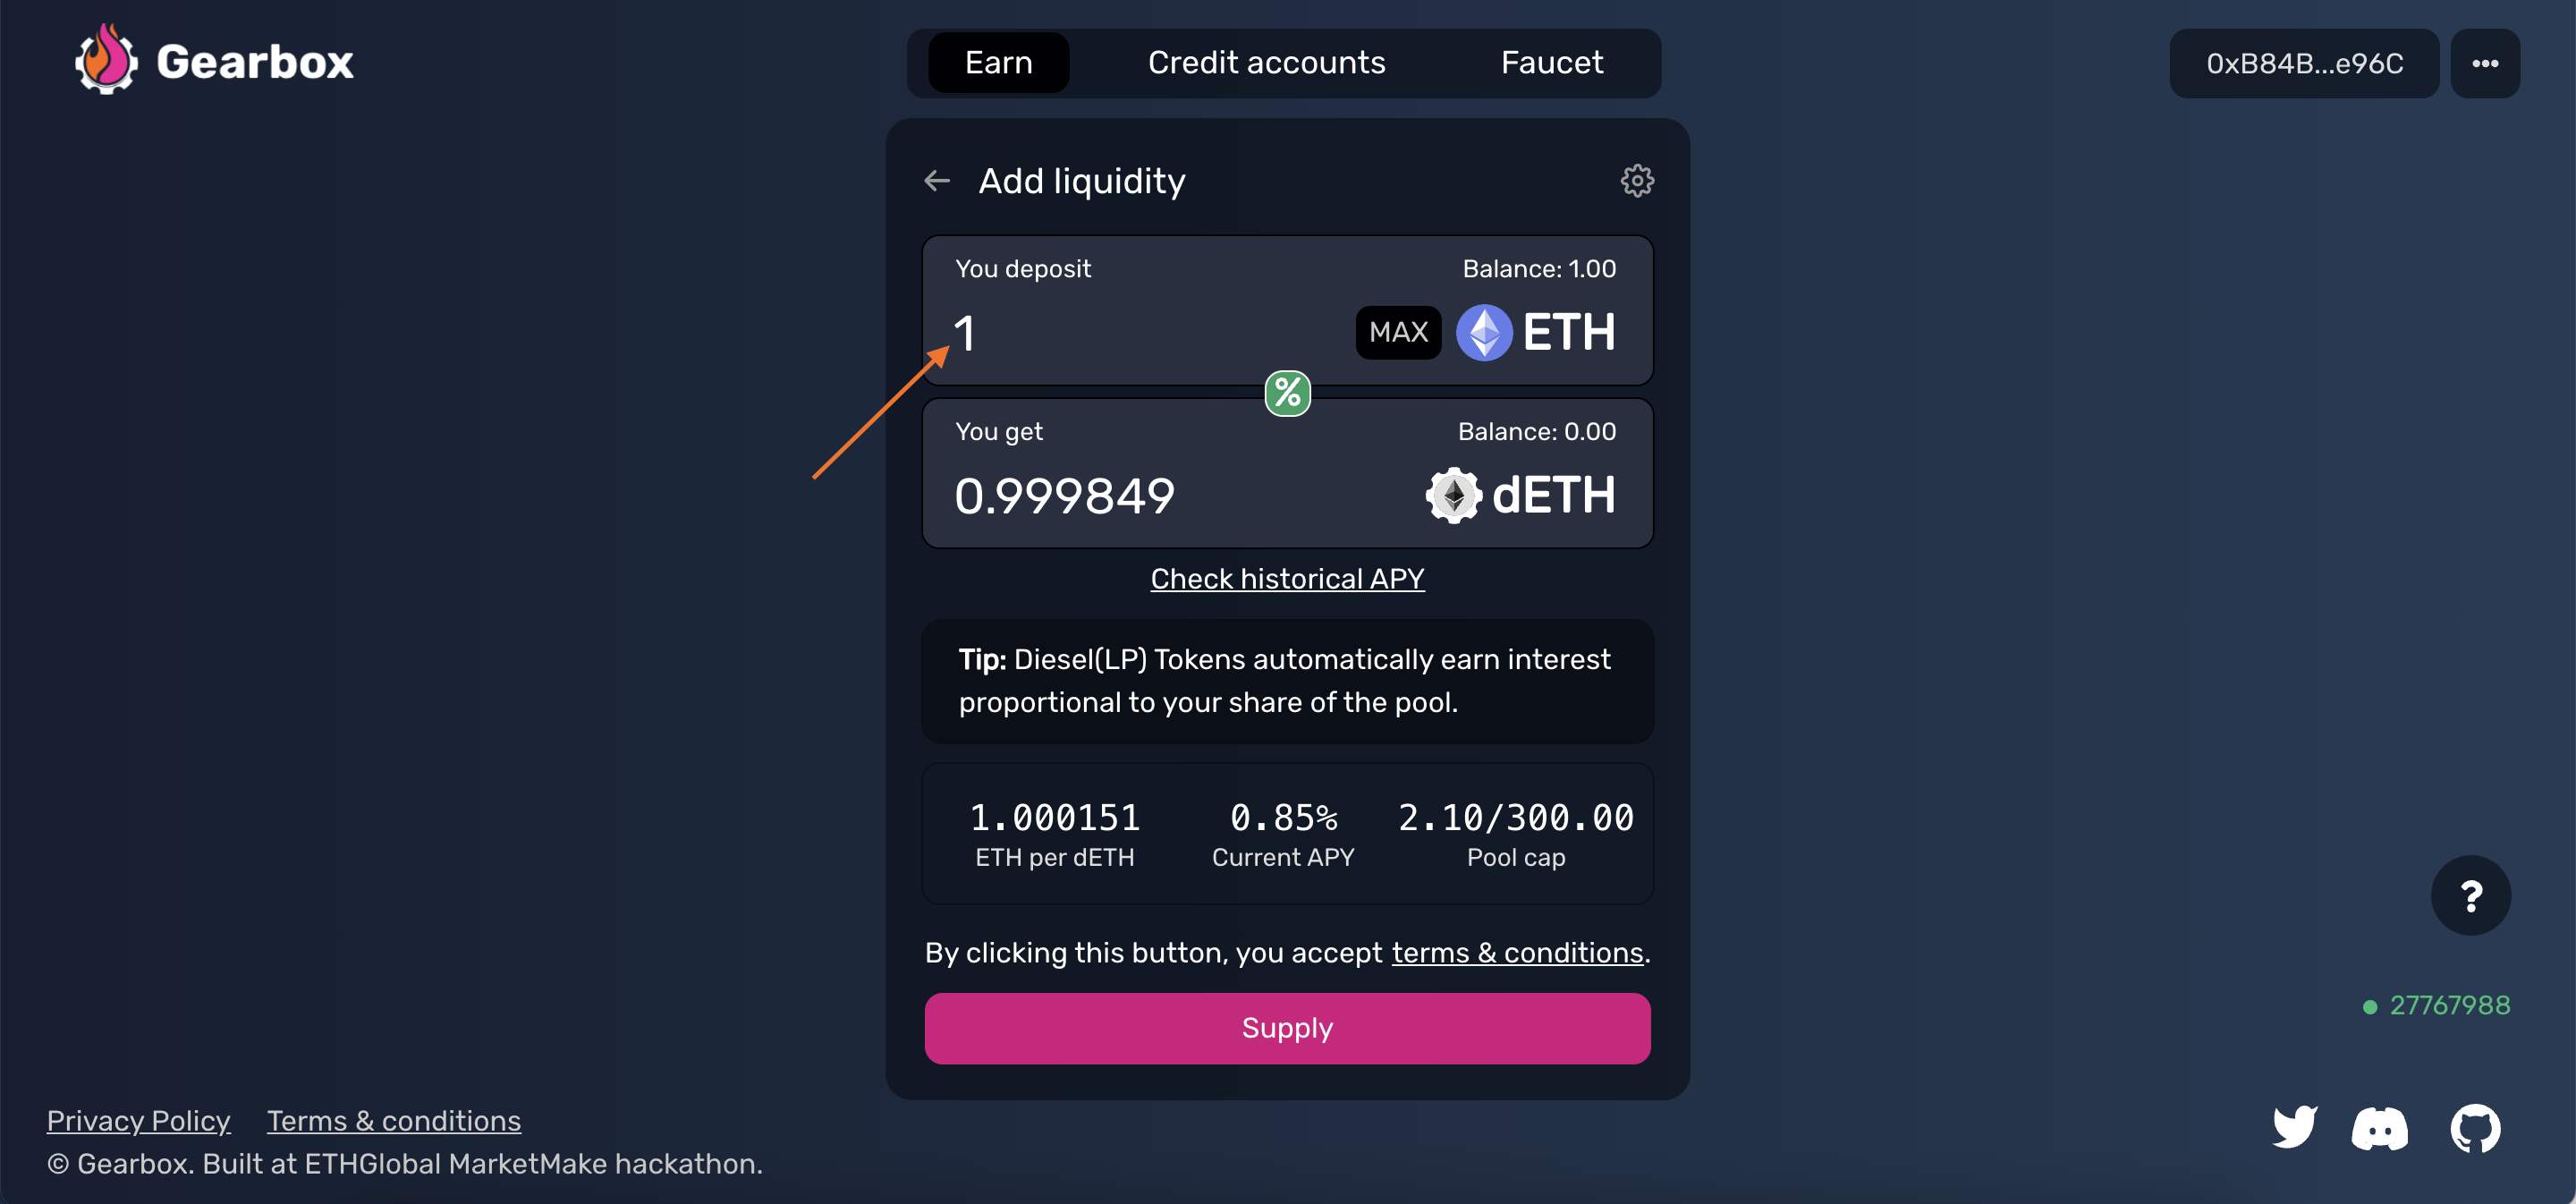 Gearbox
Earn
Credit accounts
Faucet
0xB84B...e96C
Add liquidity
You deposit
Balance: 1.00
1
MAX
ETH
%
You get
Balance: 0.00
0.999849
dETH
Check historical APY
Tip: Diesel(LP) Tokens automatically earn interest
proportional to your share of the pool.
1.000151
ETH per dETH
0.85%
Current APY
2.10/300.00
Pool cap
By clicking this button, you accept terms & conditions.
Supply
?
27767988
Privacy Policy
Terms & conditions
© Gearbox. Built at ETHGlobal MarketMake hackathon.